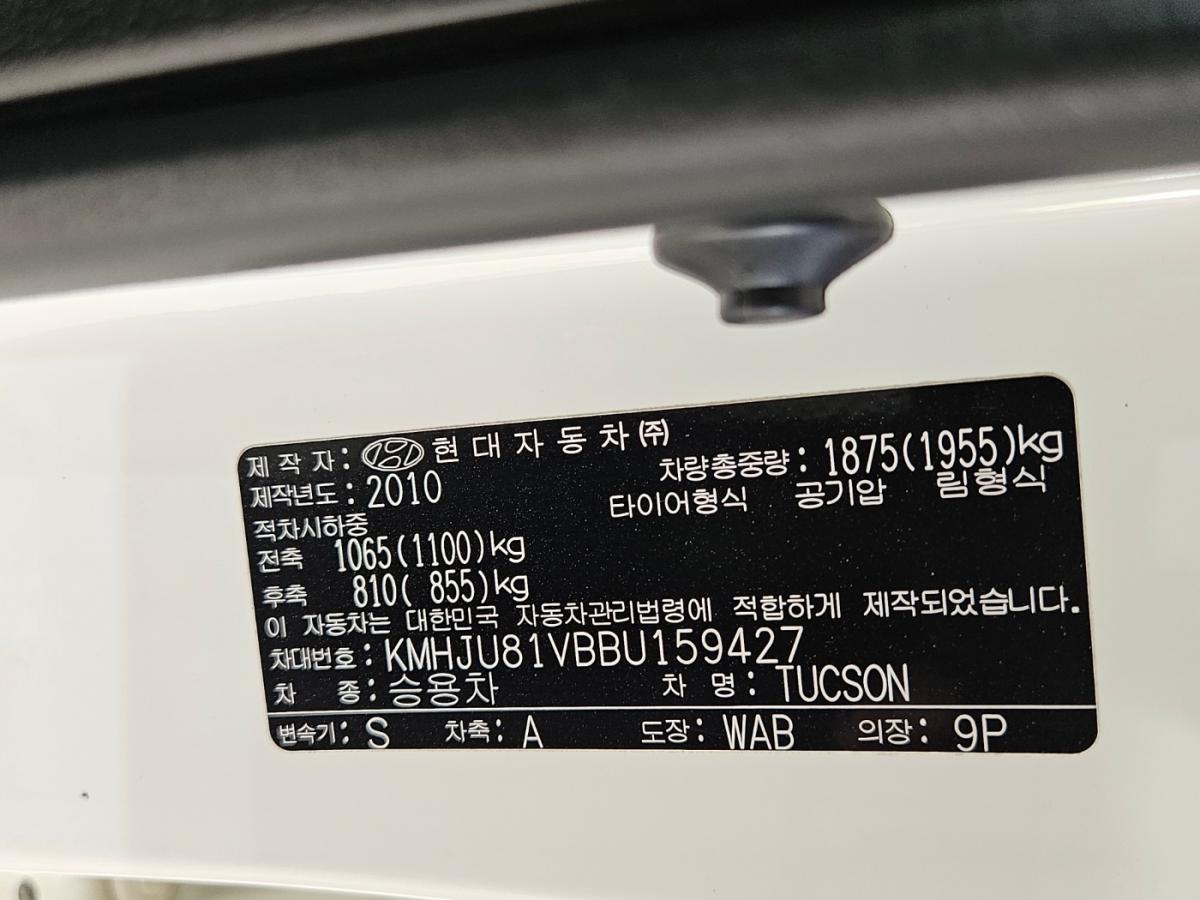 제작자: 현대자동차(주)
제작년도: 2010 차량총중량: 1875(1955)kg
적차시하중 타이어형식 공기압 림형식
전축 1065(1100)kg
후축 810( 855)kg
이 자동차는 대한민국 자동차관리법령에 적합하게 제작되었습니다.
차대번호: KMHJU81VBBU159427
차 종: 승용차 차 명: TUCSON
변속기: S 차축: A 도장: WAB 의장: 9P